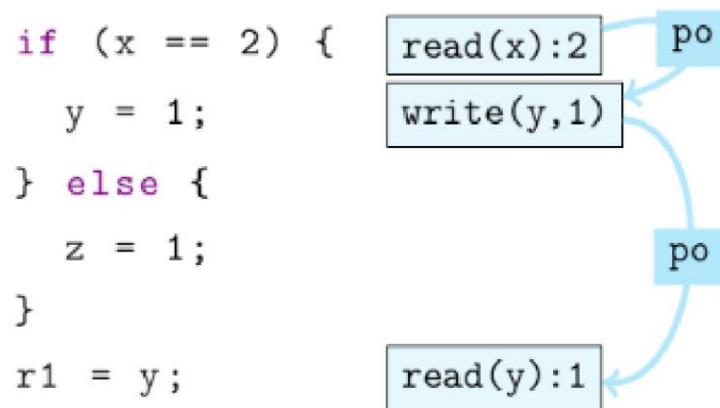 if (x == 2) { read(x):2 po
y = 1; write(y,1)
} else {
z = 1; po
}
r1 = y; read(y):1